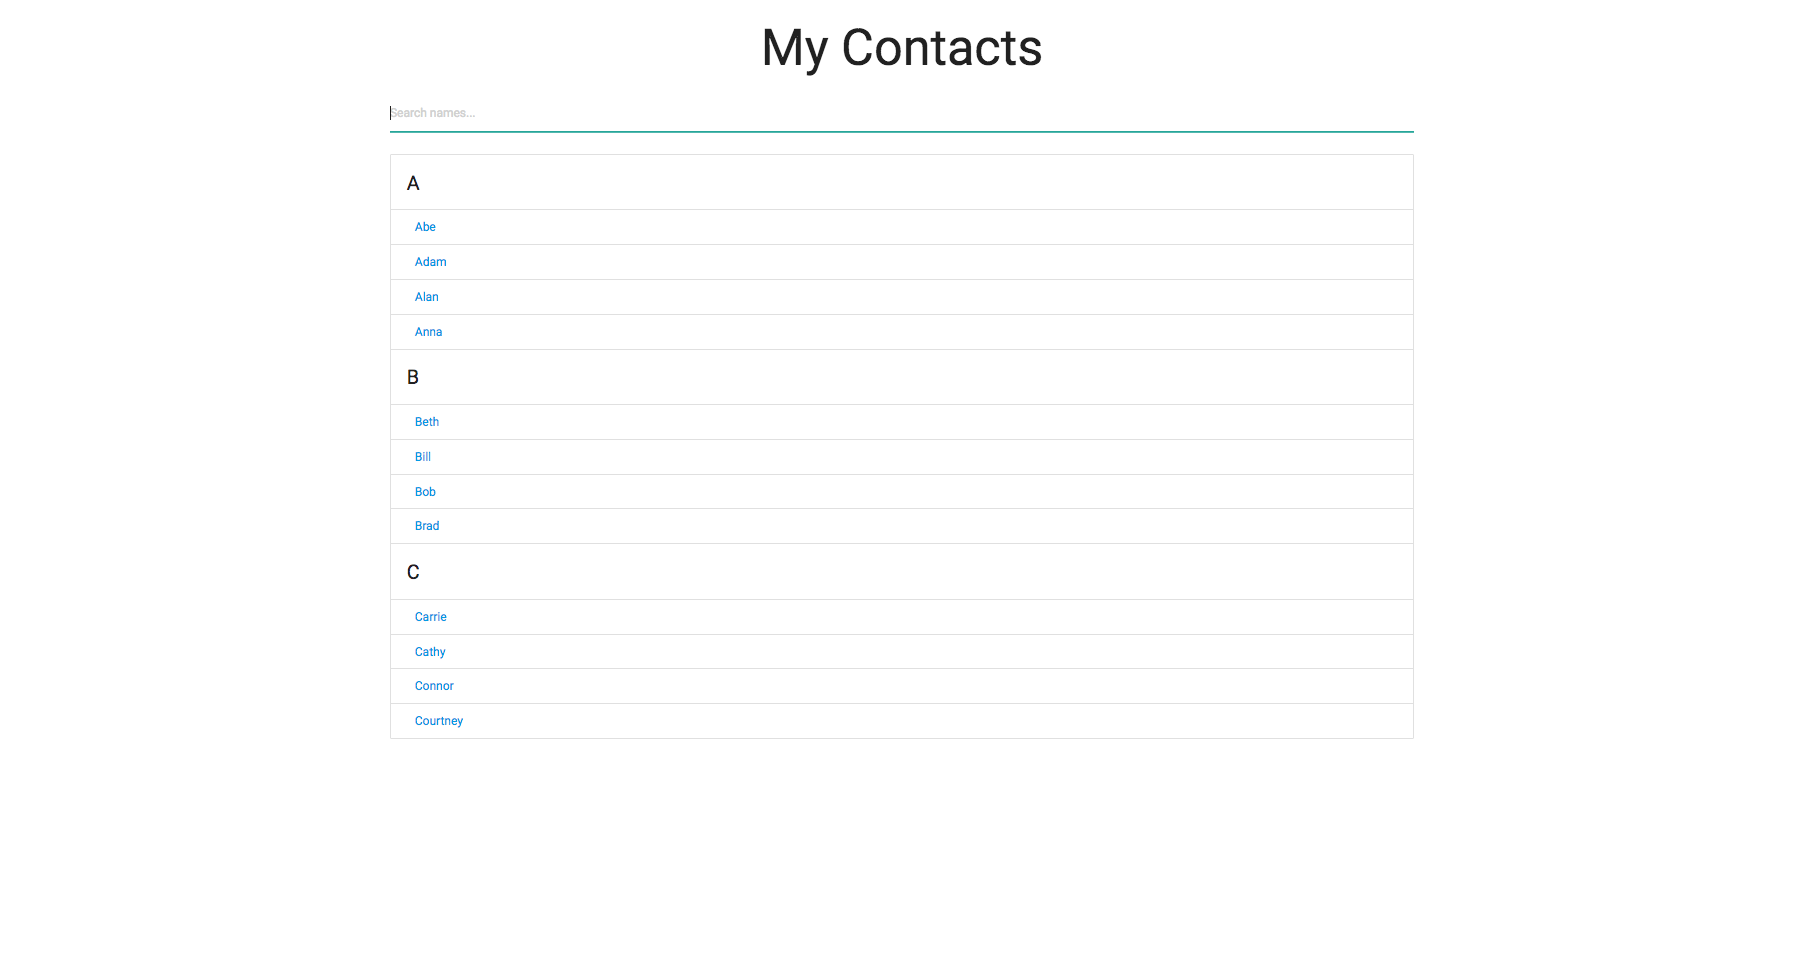 My Contacts
Search names...
A
Abe
Adam
Alan
Anna
B
Beth
Bill
Bob
Brad
C
Carrie
Cathy
Connor
Courtney